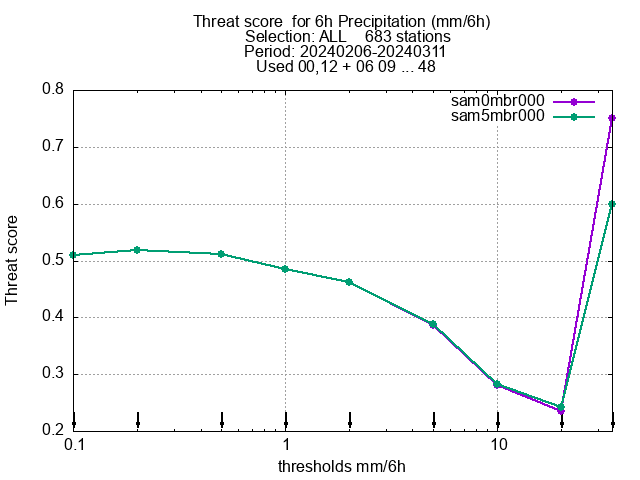 Threat score  for 6h Precipitation (mm/6h)
Selection: ALL    683 stations
Period: 20240206-20240311
Used 00,12 + 06 09 ... 48
sam0mbr000
sam5mbr000
0.8
0.7
0.6
0.5
0.4
0.3
0.2
Threat score
0.1 1 10
thresholds mm/6h